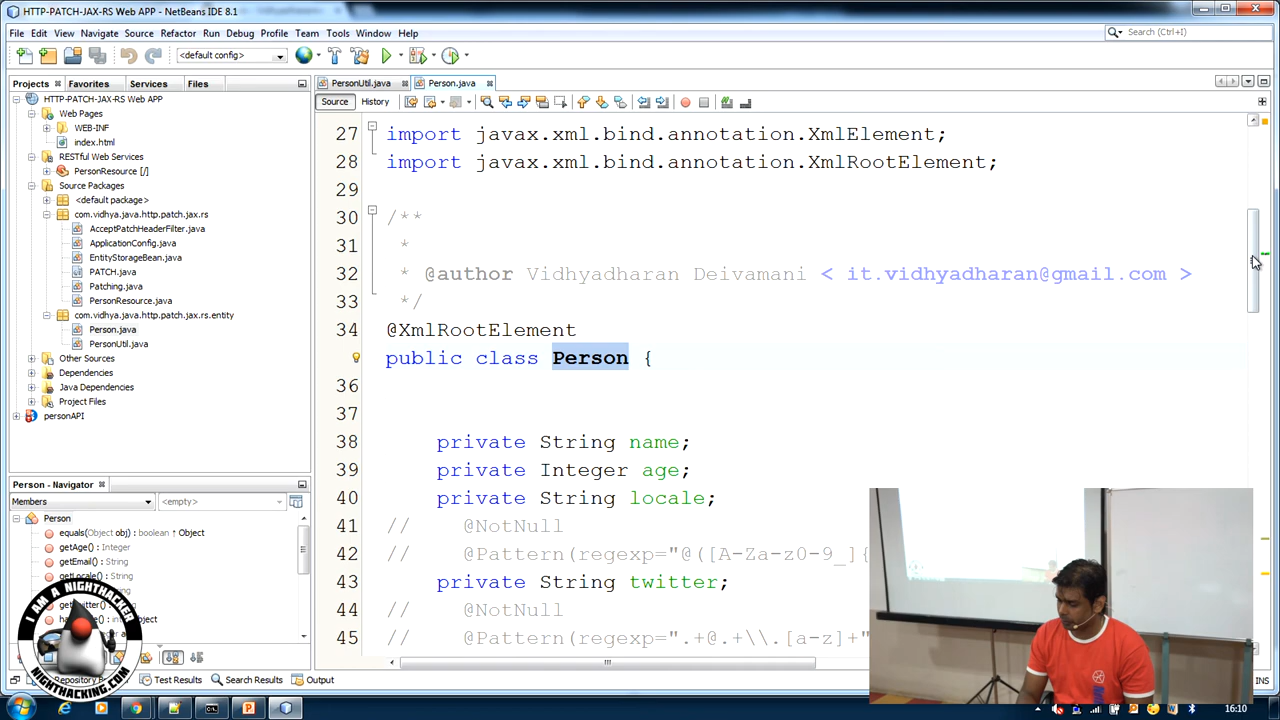 HTTP-PATCH-JAX-RS Web APP - NetBeans IDE 8.1
File Edit View Navigate Source Refactor Run Debug Profile Team Tools Window Help
Search (Ctrl+I)
<default config>
Projects Favorites Services Files
HTTP-PATCH-JAX-RS Web APP
Web Pages
WEB-INF
index.html
RESTful Web Services
PersonResource [/]
Source Packages
<default package>
com.vidhya.java.http.patch.jax.rs
AcceptPatchHeaderFilter.java
ApplicationConfig.java
EntityStorageBean.java
PATCH.java
Patching.java
PersonResource.java
com.vidhya.java.http.patch.jax.rs.entity
Person.java
PersonUtil.java
Other Sources
Dependencies
Java Dependencies
Project Files
personAPI
PersonUtil.java Person.java
Source History
27 import javax.xml.bind.annotation.XmlElement;
28 import javax.xml.bind.annotation.XmlRootElement;
29
30 /**
31 *
32 * @author Vidhyadharan Deivamani < it.vidhyadharan@gmail.com >
33 */
34 @XmlRootElement
public class Person {
36
37
38 private String name;
39 private Integer age;
40 private String locale;
41 // @NotNull
42 // @Pattern(regexp="@([A-Za-z0-9_]{
43 private String twitter;
44 // @NotNull
45 // @Pattern(regexp=".+@.+\\.[a-z]+"
Person - Navigator
Members <empty>
Person
equals(Object obj) : boolean ↑ Object
getAge() : Integer
getEmail() : String
getLocale() : String
I AM A NIGHTHACKER
NIGHTHACKING.COM
Test Results Search Results Output
INS
16:10